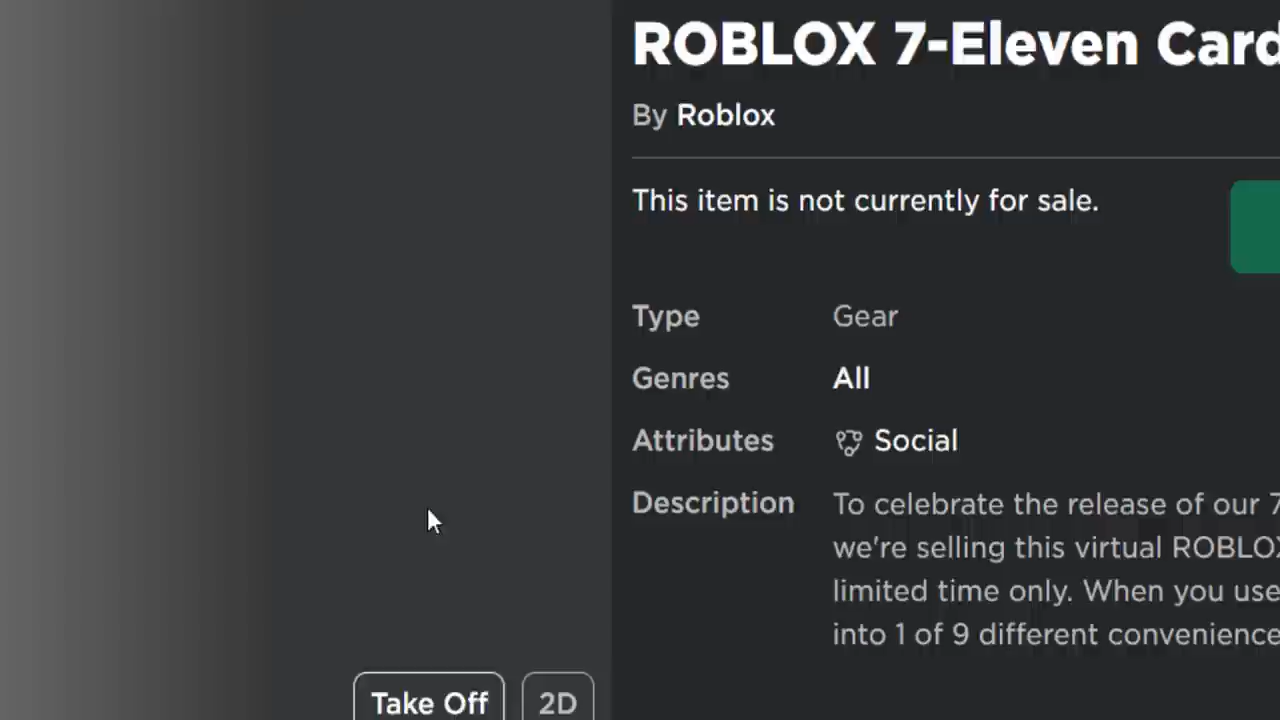 ROBLOX 7-Eleven Card
By Roblox
This item is not currently for sale.
Type Gear
Genres All
Attributes Social
Description To celebrate the release of our 7
we're selling this virtual ROBLOX
limited time only. When you use
into 1 of 9 different convenience
Take Off 2D